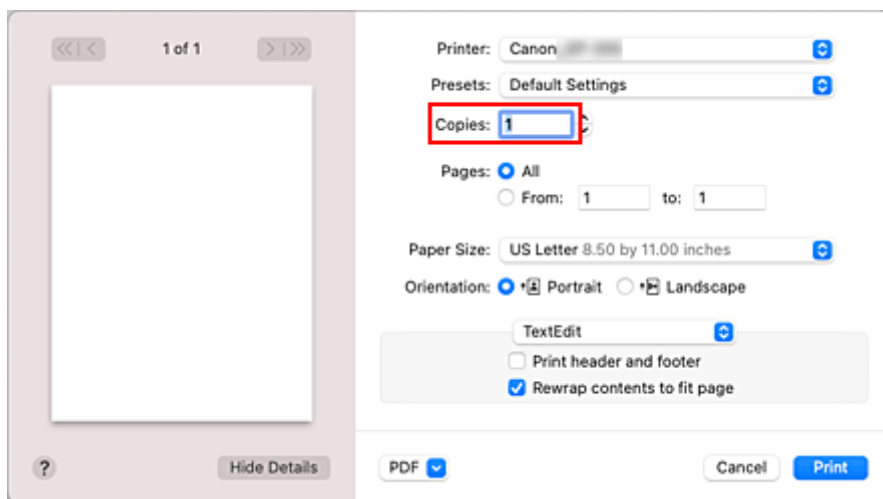 1 of 1
Printer: Canon
Presets: Default Settings
Copies: 1
Pages: All
From: 1 to: 1
Paper Size: US Letter 8.50 by 11.00 inches
Orientation: Portrait Landscape
TextEdit
Print header and footer
Rewrap contents to fit page
? Hide Details PDF Cancel Print